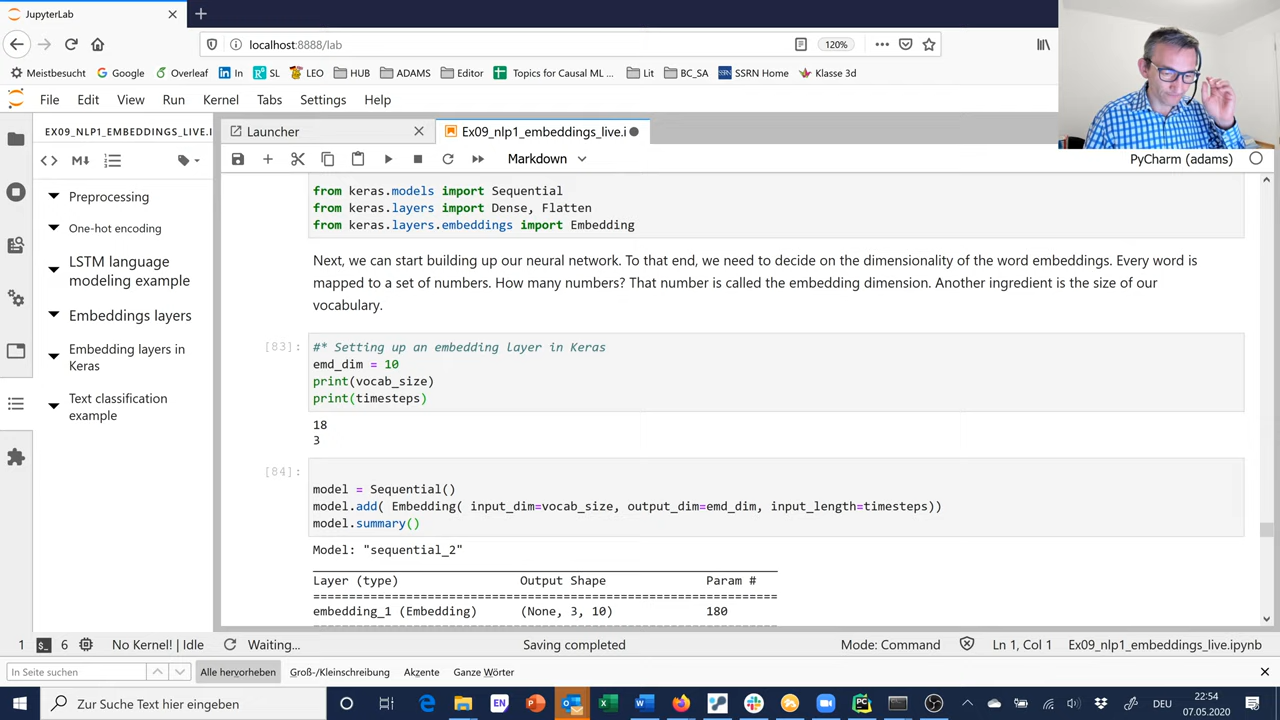 JupyterLab
localhost:8888/lab
120%
Meistbesucht
Google
Overleaf
In
SL
LEO
HUB
ADAMS
Editor
Topics for Causal ML ...
Lit
BC_SA
SSRN Home
Klasse 3d
File Edit View Run Kernel Tabs Settings Help
EX09_NLP1_EMBEDDINGS_LIVE.I
Launcher
Ex09_nlp1_embeddings_live.i
Markdown
PyCharm (adams)
Preprocessing
One-hot encoding
LSTM language
modeling example
Embeddings layers
Embedding layers in
Keras
Text classification
example
from keras.models import Sequential
from keras.layers import Dense, Flatten
from keras.layers.embeddings import Embedding
Next, we can start building up our neural network. To that end, we need to decide on the dimensionality of the word embeddings. Every word is
mapped to a set of numbers. How many numbers? That number is called the embedding dimension. Another ingredient is the size of our
vocabulary.
[83]: #* Setting up an embedding layer in Keras
emd_dim = 10
print(vocab_size)
print(timesteps)
18
3
[84]:
model = Sequential()
model.add( Embedding( input_dim=vocab_size, output_dim=emd_dim, input_length=timesteps))
model.summary()
Model: "sequential_2"
Layer (type) Output Shape Param #
=================================================================
embedding_1 (Embedding) (None, 3, 10) 180
1 6 No Kernel! | Idle Waiting... Saving completed Mode: Command Ln 1, Col 1 Ex09_nlp1_embeddings_live.ipynb
In Seite suchen Alle hervorheben Groß-/Kleinschreibung Akzente Ganze Wörter
Zur Suche Text hier eingeben
EN
DEU
22:54
07.05.2020